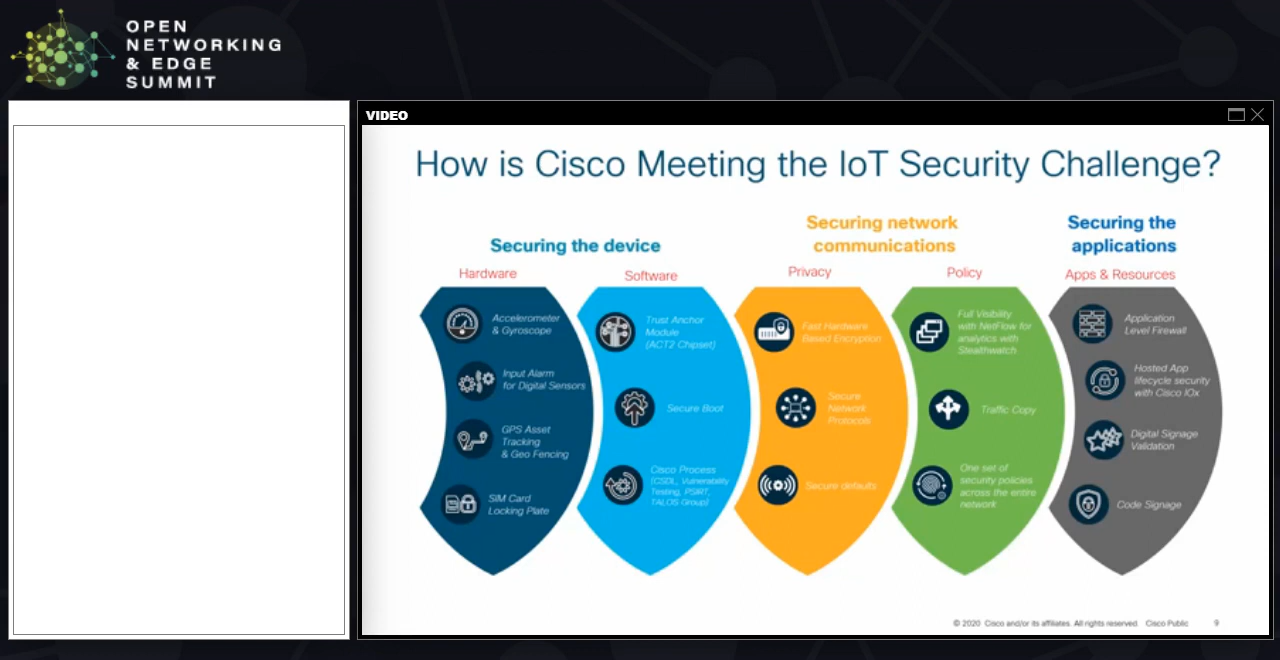 OPEN
NETWORKING
& EDGE
SUMMIT
VIDEO
How is Cisco Meeting the IoT Security Challenge?
Securing the device
Securing network
communications
Securing the
applications
Hardware
Software
Privacy
Policy
Apps & Resources
Accelerometer
& Gyroscope
Input Alarm
for Digital Sensors
GPS Asset
Tracking
& Geo Fencing
SIM Card
Locking Plate
Trust Anchor
Module
(ACT2 Chipset)
Secure Boot
Cisco Process
(CSDL, Vulnerability
Testing, PSIRT,
TALOS Group)
Fast Hardware
Based Encryption
Secure
Network
Protocols
Secure defaults
Full Visibility
with NetFlow for
analytics with
Stealthwatch
Traffic Copy
One set of
security policies
across the entire
network
Application
Level Firewall
Hosted App
lifecycle security
with Cisco IOx
Digital Signage
Validation
Code Signage
© 2020 Cisco and/or its affiliates. All rights reserved. Cisco Public 9